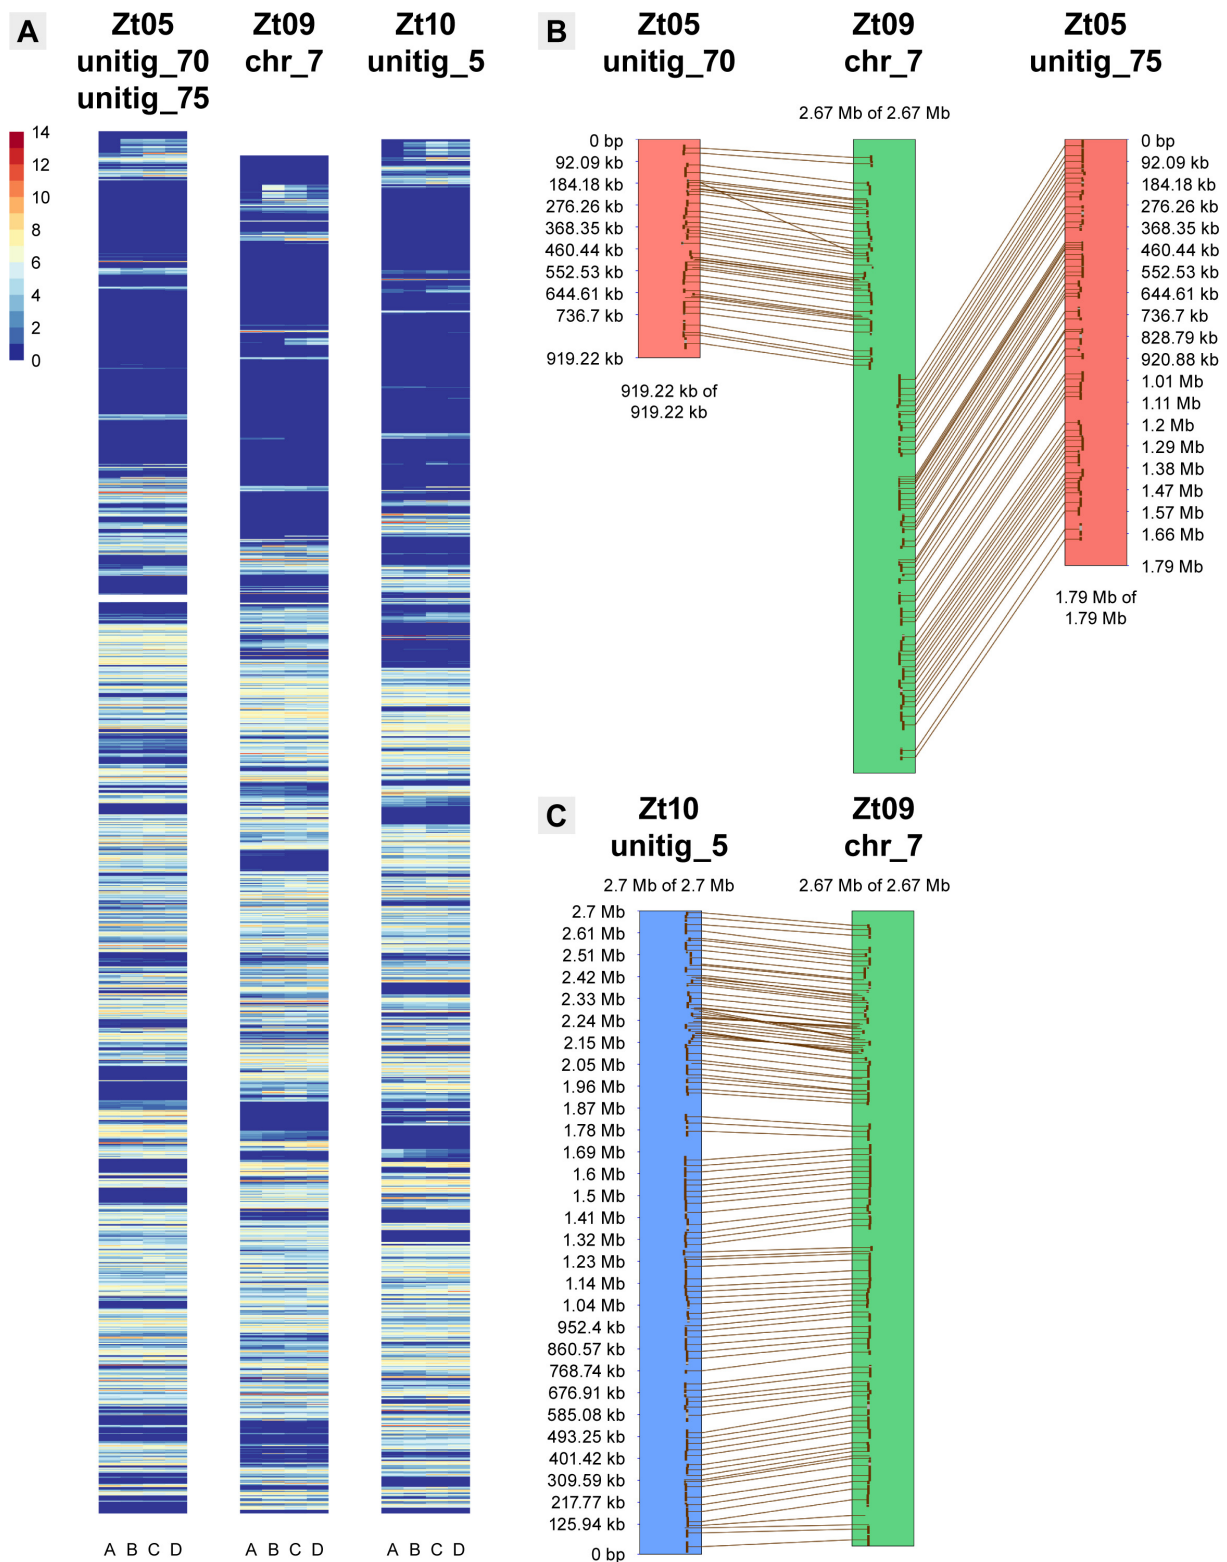 A
Zt05
unitig_70
unitig_75
Zt09
chr_7
Zt10
unitig_5
14
12
10
8
6
4
2
0
A B C D
A B C D
A B C D
B
Zt05
unitig_70
Zt09
chr_7
Zt05
unitig_75
2.67 Mb of 2.67 Mb
0 bp
92.09 kb
184.18 kb
276.26 kb
368.35 kb
460.44 kb
552.53 kb
644.61 kb
736.7 kb
919.22 kb
919.22 kb of
919.22 kb
0 bp
92.09 kb
184.18 kb
276.26 kb
368.35 kb
460.44 kb
552.53 kb
644.61 kb
736.7 kb
828.79 kb
920.88 kb
1.01 Mb
1.11 Mb
1.2 Mb
1.29 Mb
1.38 Mb
1.47 Mb
1.57 Mb
1.66 Mb
1.79 Mb
1.79 Mb of
1.79 Mb
C
Zt10
unitig_5
Zt09
chr_7
2.7 Mb of 2.7 Mb
2.67 Mb of 2.67 Mb
2.7 Mb
2.61 Mb
2.51 Mb
2.42 Mb
2.33 Mb
2.24 Mb
2.15 Mb
2.05 Mb
1.96 Mb
1.87 Mb
1.78 Mb
1.69 Mb
1.6 Mb
1.5 Mb
1.41 Mb
1.32 Mb
1.23 Mb
1.14 Mb
1.04 Mb
952.4 kb
860.57 kb
768.74 kb
676.91 kb
585.08 kb
493.25 kb
401.42 kb
309.59 kb
217.77 kb
125.94 kb
0 bp